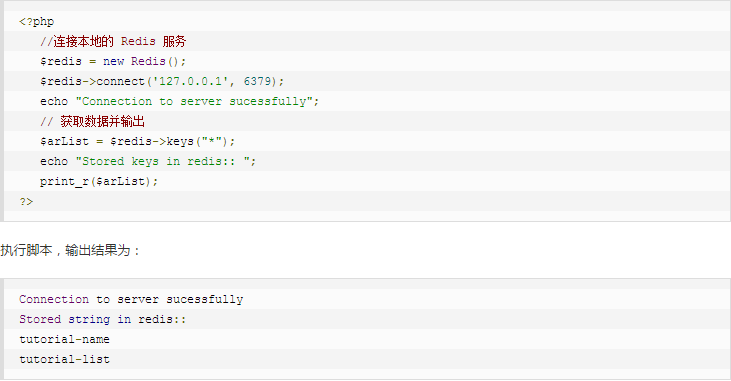 <?php
//连接本地的 Redis 服务
$redis = new Redis();
$redis->connect('127.0.0.1', 6379);
echo "Connection to server sucessfully";
// 获取数据并输出
$arList = $redis->keys("*");
echo "Stored keys in redis:: ";
print_r($arList);
?>
执行脚本，输出结果为：
Connection to server sucessfully
Stored string in redis::
tutorial-name
tutorial-list